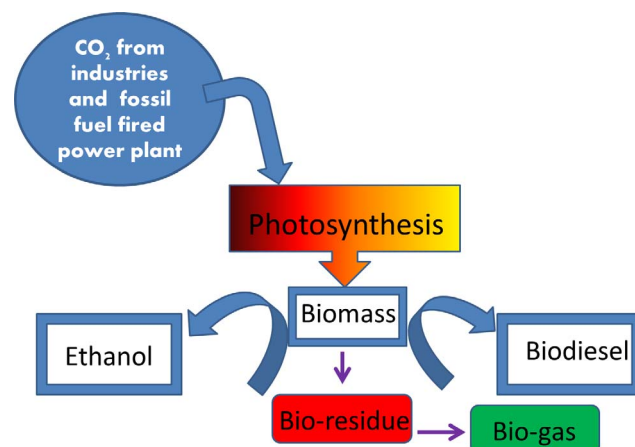 CO₂ from
industries
and fossil
fuel fired
power plant
Photosynthesis
Biomass
Ethanol
Biodiesel
Bio-residue
Bio-gas